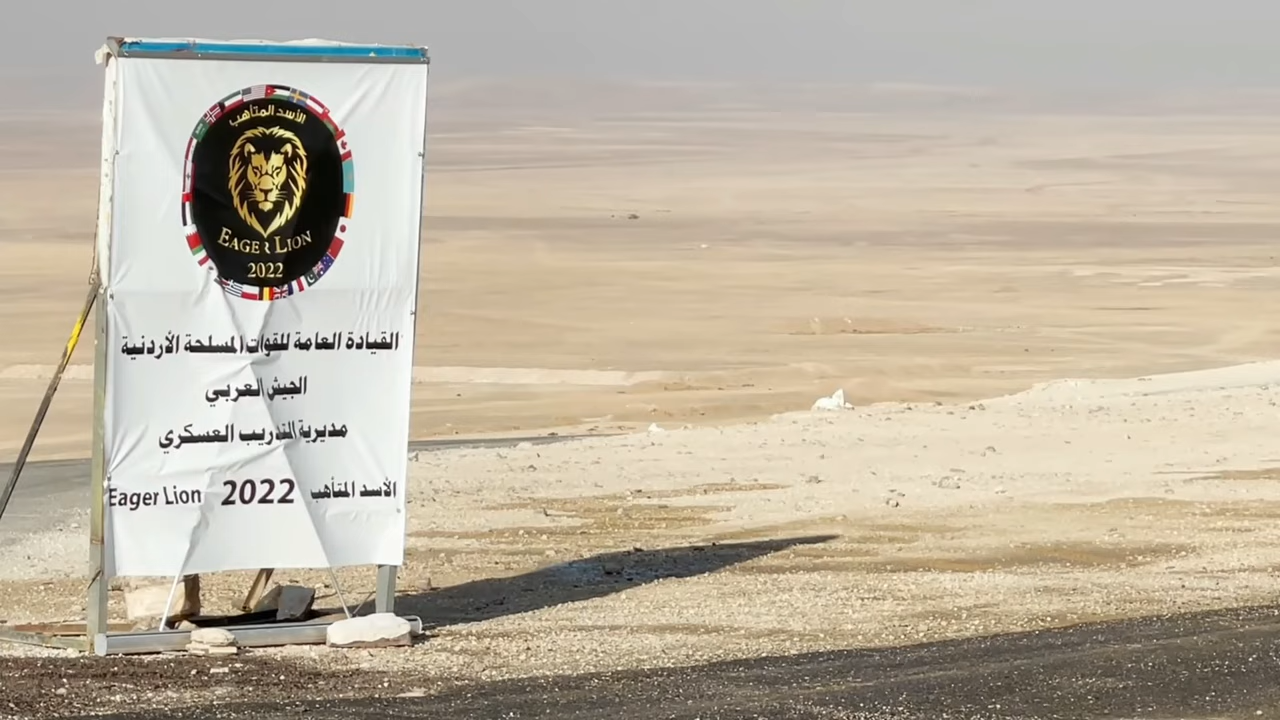 الأسد المتأهب
EAGER LION
2022
القيادة العامة للقوات المسلحة الأردنية
الجيش العربي
مديرية التدريب العسكري
الأسد المتأهب 2022 Eager Lion